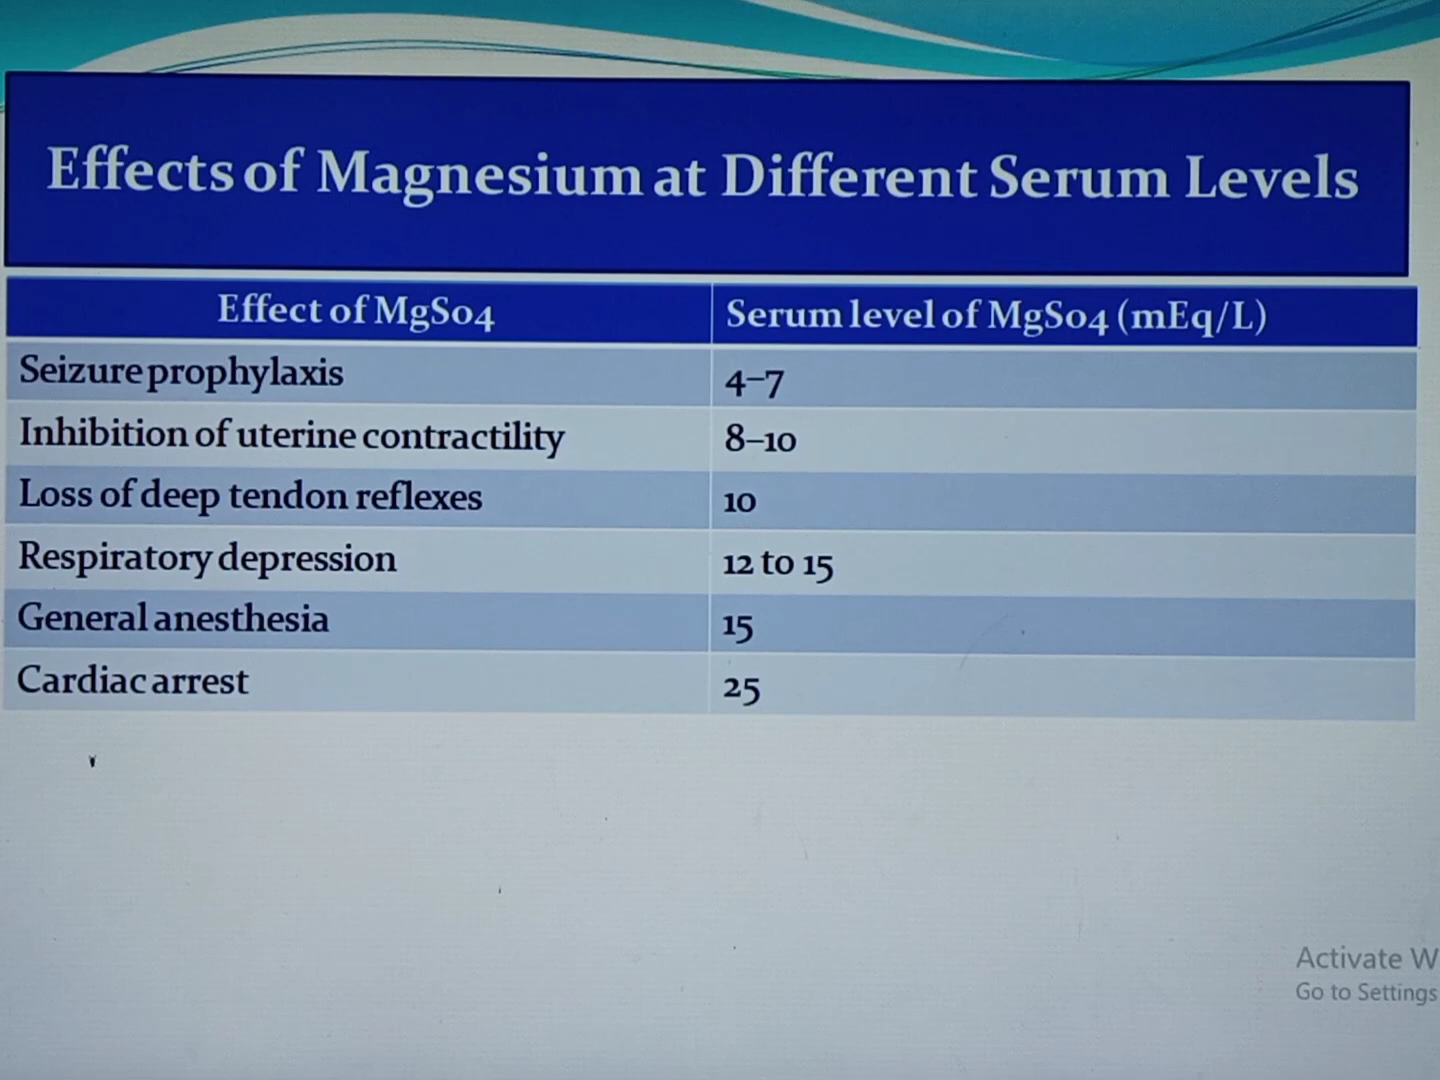 Effects of Magnesium at Different Serum Levels
Effect of MgSo4 Serum level of MgSo4 (mEq/L)
Seizure prophylaxis 4–7
Inhibition of uterine contractility 8–10
Loss of deep tendon reflexes 10
Respiratory depression 12 to 15
General anesthesia 15
Cardiac arrest 25
Activate W
Go to Settings